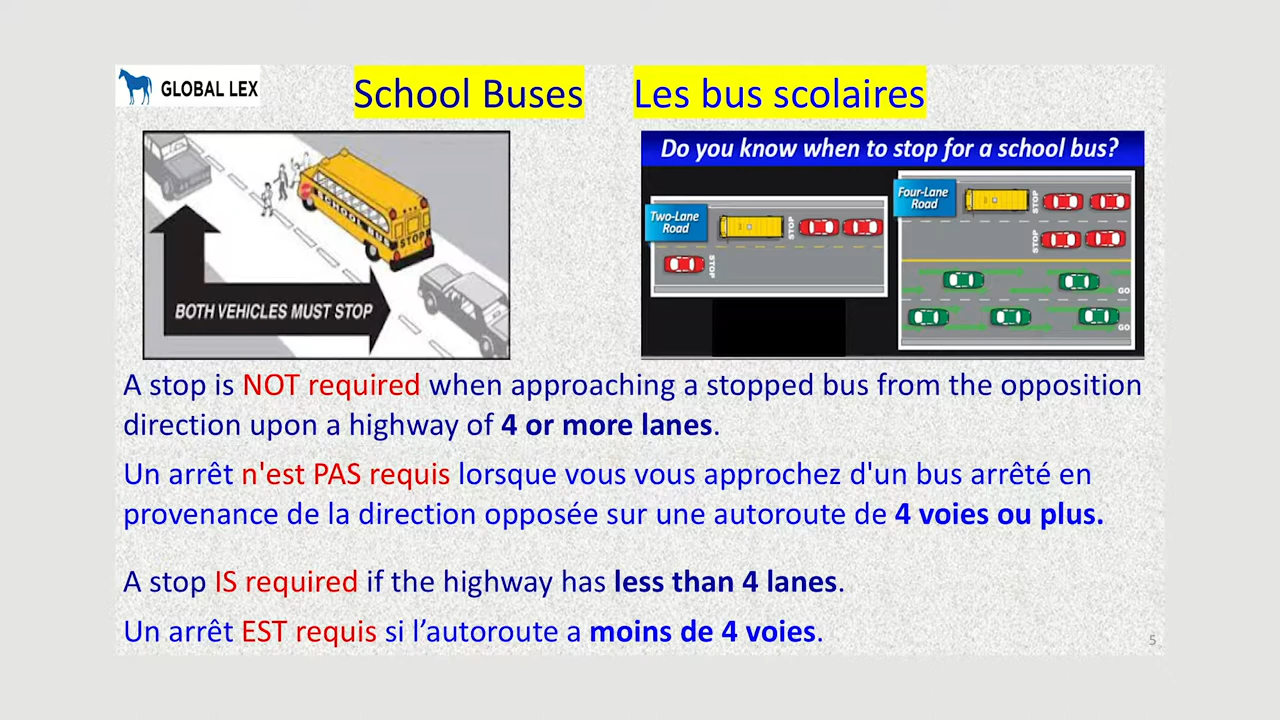 GLOBAL LEX
School Buses
Les bus scolaires
SCHOOL
STOP
BOTH VEHICLES MUST STOP
Do you know when to stop for a school bus?
Two-Lane
Road
STOP
STOP
Four-Lane
Road
STOP
STOP
GO
GO
A stop is NOT required when approaching a stopped bus from the opposition
direction upon a highway of 4 or more lanes.
Un arrêt n'est PAS requis lorsque vous vous approchez d'un bus arrêté en
provenance de la direction opposée sur une autoroute de 4 voies ou plus.
A stop IS required if the highway has less than 4 lanes.
Un arrêt EST requis si l’autoroute a moins de 4 voies.
5